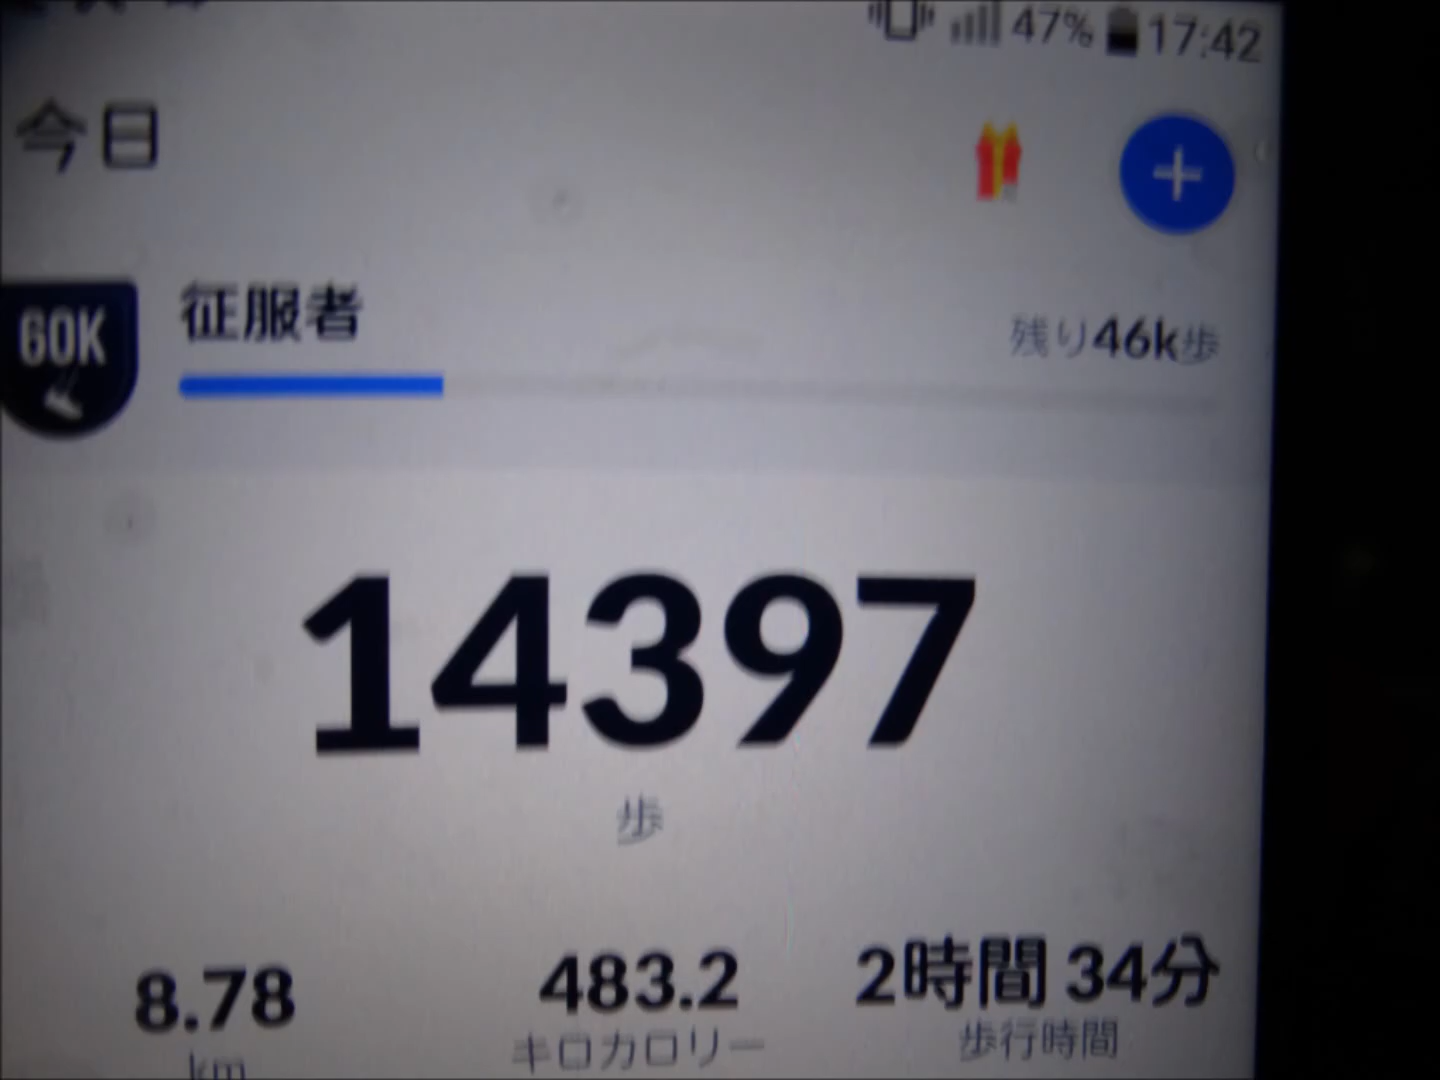 47% 17:42
今日
60K
征服者
残り46k歩
14397
歩
8.78
km
483.2
キロカロリー
2時間 34分
歩行時間